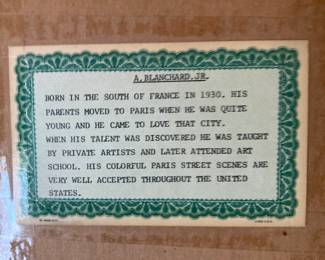 A. BLANCHARD, JR.
BORN IN THE SOUTH OF FRANCE IN 1930. HIS
PARENTS MOVED TO PARIS WHEN HE WAS QUITE
YOUNG AND HE CAME TO LOVE THAT CITY.
WHEN HIS TALENT WAS DISCOVERED HE WAS TAUGHT
BY PRIVATE ARTISTS AND LATER ATTENDED ART
SCHOOL. HIS COLORFUL PARIS STREET SCENES ARE
VERY WELL ACCEPTED THROUGHOUT THE UNITED
STATES.